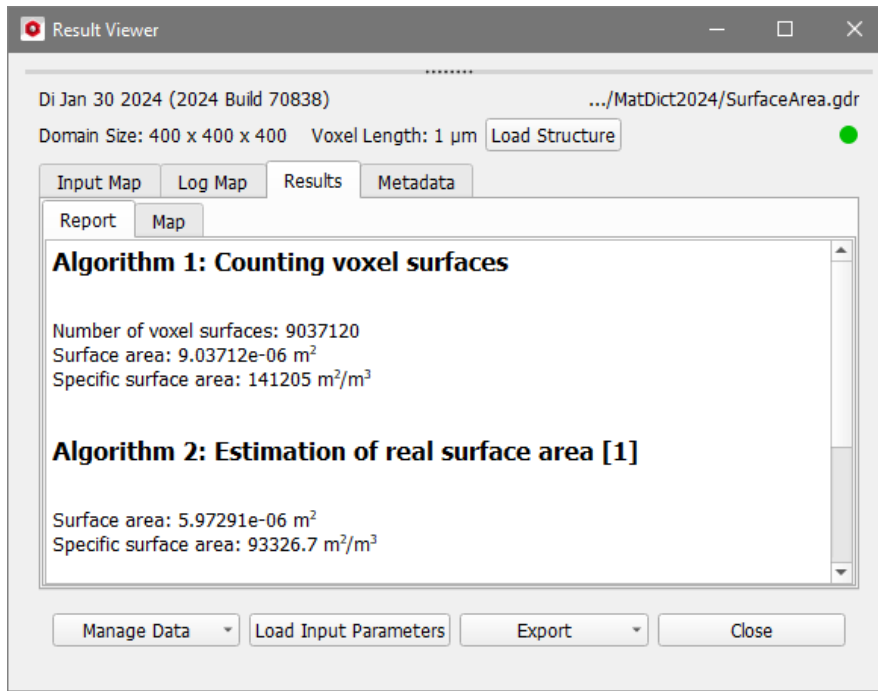 Result Viewer
Di Jan 30 2024 (2024 Build 70838) .../MatDict2024/SurfaceArea.gdr
Domain Size: 400 x 400 x 400 Voxel Length: 1 µm Load Structure
Input Map Log Map Results Metadata
Report Map
Algorithm 1: Counting voxel surfaces
Number of voxel surfaces: 9037120
Surface area: 9.03712e-06 m²
Specific surface area: 141205 m²/m³
Algorithm 2: Estimation of real surface area [1]
Surface area: 5.97291e-06 m²
Specific surface area: 93326.7 m²/m³
Manage Data Load Input Parameters Export Close